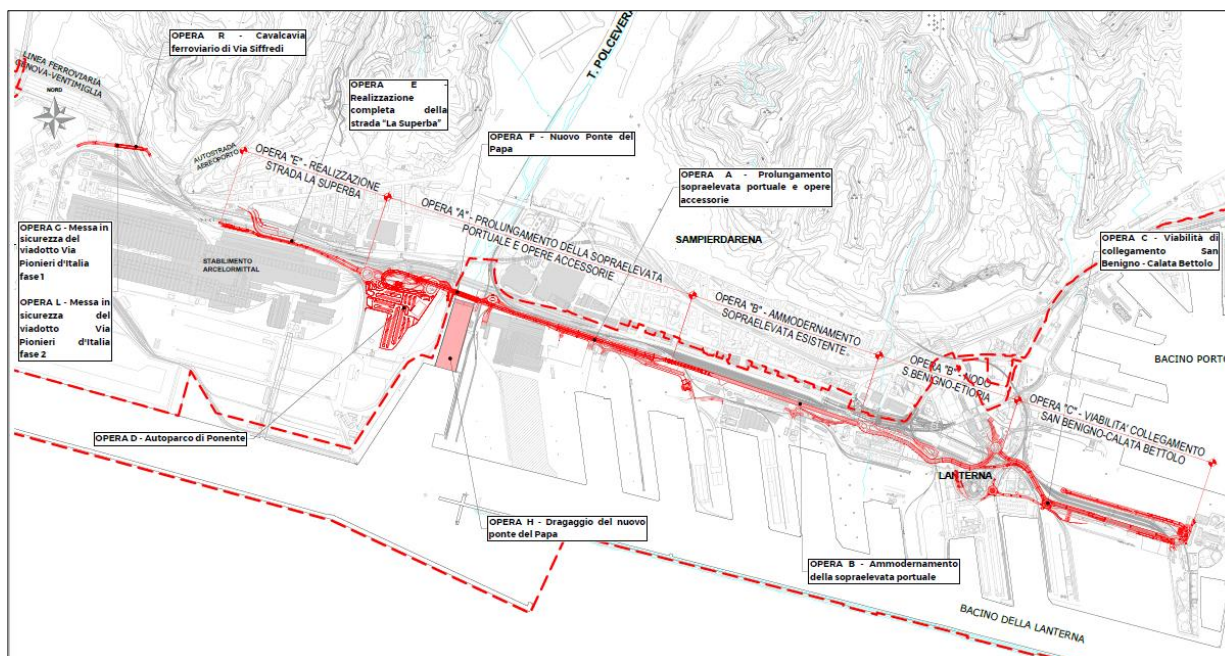 OPERA R - Cavalcavia
ferroviario di Via Siffredi
LINEA FERROVIARIA
GENOVA-VENTIMIGLIA
NORD
T. POLCEVERA
OPERA E -
Realizzazione
completa della
strada "La Superba"
OPERA F - Nuovo Ponte del
Papa
AUTOSTRADA
AEREOPORTO
OPERA "E" - REALIZZAZIONE
STRADA LA SUPERBA
OPERA A - Prolungamento
sopraelevata portuale e opere
accessorie
OPERA "A" - PROLUNGAMENTO DELLA SOPRAELEVATA
PORTUALE E OPERE ACCESSORIE
SAMPIERDARENA
OPERA G - Messa in
sicurezza del
viadotto Via
Pionieri d'Italia
fase 1
OPERA L - Messa in
sicurezza del
viadotto Via
Pionieri d'Italia
fase 2
STABILIMENTO
ARCELORMITTAL
OPERA C - Viabilità di
collegamento San
Benigno - Calata Bettolo
OPERA "B" - AMMODERNAMENTO
SOPRAELEVATA ESISTENTE
OPERA "B" - NODO
S.BENIGNO-ETIOPIA
BACINO PORTO
OPERA "C" - VIABILITA' COLLEGAMENTO
SAN BENIGNO-CALATA BETTOLO
OPERA D - Autoparco di Ponente
LANTERNA
OPERA H - Dragaggio del nuovo
ponte del Papa
OPERA B - Ammodernamento
della sopraelevata portuale
BACINO DELLA LANTERNA